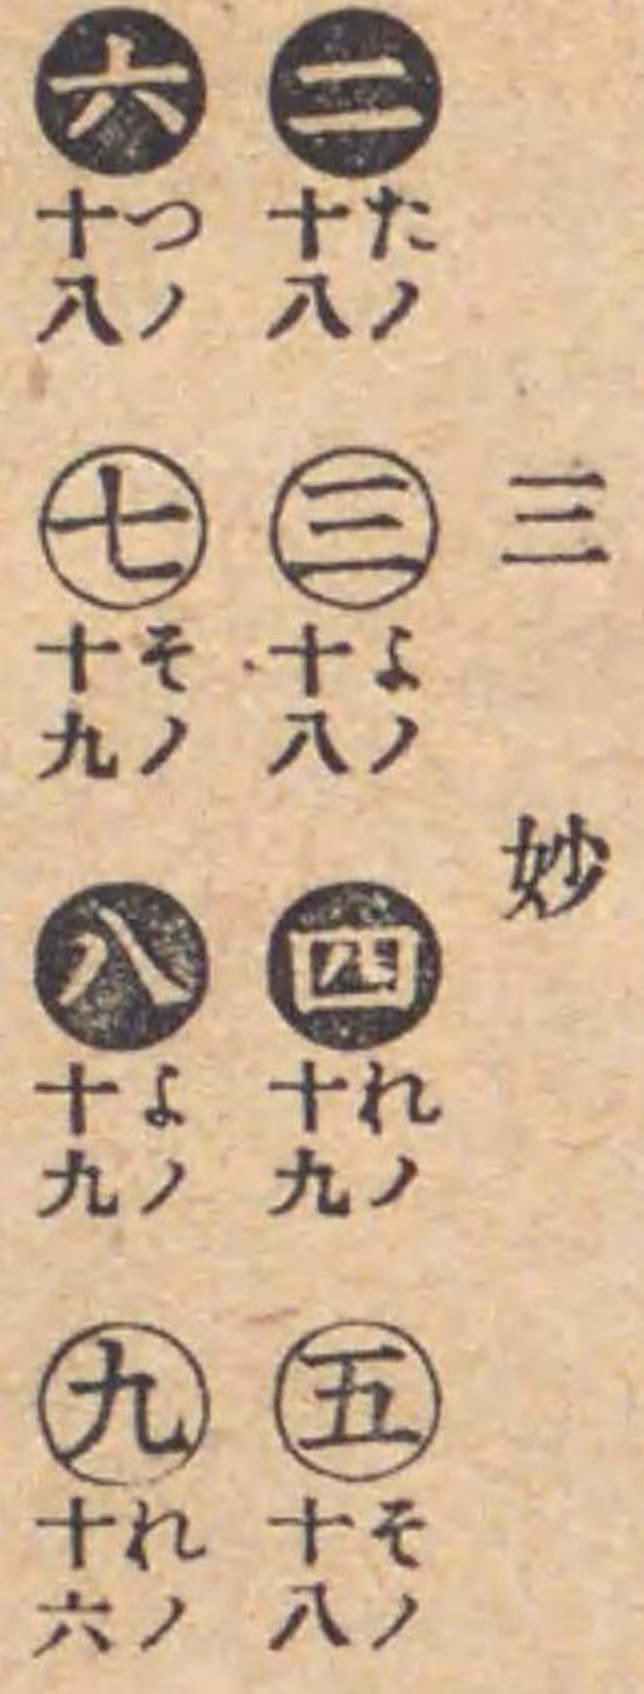 三 妙
二 たノ十八 三 よノ十八 四 れノ十九 五 そノ十八
六 つノ十八 七 そノ十九 八 よノ十九 九 れノ十六